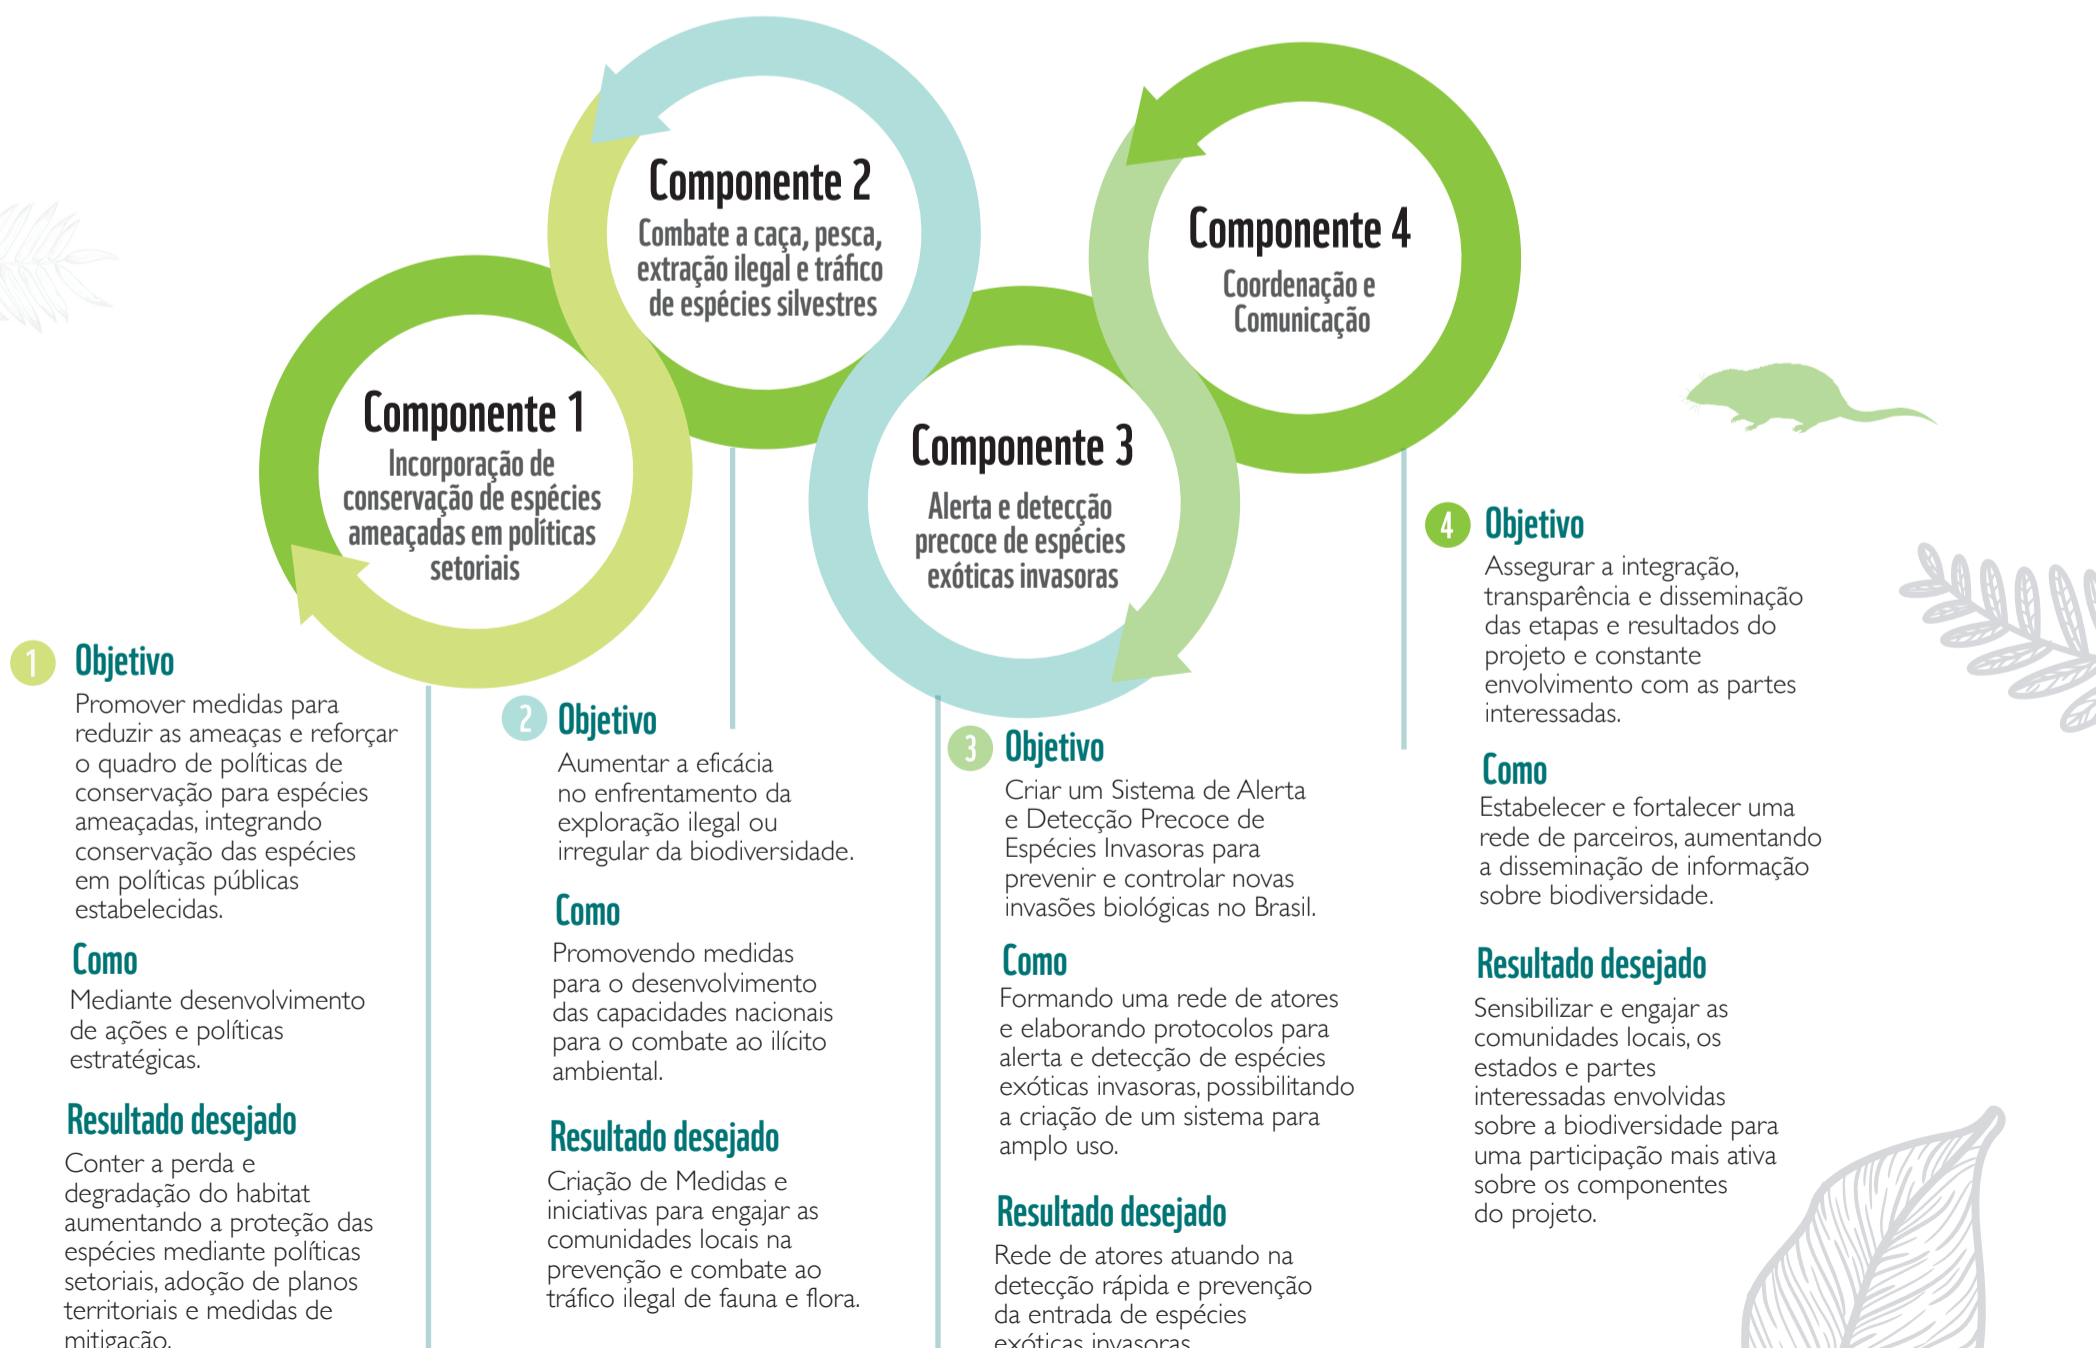 Componente 1
Incorporação de
conservação de espécies
ameaçadas em políticas
setoriais
Componente 2
Combate a caça, pesca,
extração ilegal e tráfico
de espécies silvestres
Componente 3
Alerta e detecção
precoce de espécies
exóticas invasoras
Componente 4
Coordenação e
Comunicação
1 Objetivo
Promover medidas para
reduzir as ameaças e reforçar
o quadro de políticas de
conservação para espécies
ameaçadas, integrando
conservação das espécies
em políticas públicas
estabelecidas.
Como
Mediante desenvolvimento
de ações e políticas
estratégicas.
Resultado desejado
Conter a perda e
degradação do habitat
aumentando a proteção das
espécies mediante políticas
setoriais, adoção de planos
territoriais e medidas de
mitigação.
2 Objetivo
Aumentar a eficácia
no enfrentamento da
exploração ilegal ou
irregular da biodiversidade.
Como
Promovendo medidas
para o desenvolvimento
das capacidades nacionais
para o combate ao ilícito
ambiental.
Resultado desejado
Criação de Medidas e
iniciativas para engajar as
comunidades locais na
prevenção e combate ao
tráfico ilegal de fauna e flora.
3 Objetivo
Criar um Sistema de Alerta
e Detecção Precoce de
Espécies Invasoras para
prevenir e controlar novas
invasões biológicas no Brasil.
Como
Formando uma rede de atores
e elaborando protocolos para
alerta e detecção de espécies
exóticas invasoras, possibilitando
a criação de um sistema para
amplo uso.
Resultado desejado
Rede de atores atuando na
detecção rápida e prevenção
da entrada de espécies
exóticas invasoras
4 Objetivo
Assegurar a integração,
transparência e disseminação
das etapas e resultados do
projeto e constante
envolvimento com as partes
interessadas.
Como
Estabelecer e fortalecer uma
rede de parceiros, aumentando
a disseminação de informação
sobre biodiversidade.
Resultado desejado
Sensibilizar e engajar as
comunidades locais, os
estados e partes
interessadas envolvidas
sobre a biodiversidade para
uma participação mais ativa
sobre os componentes
do projeto.